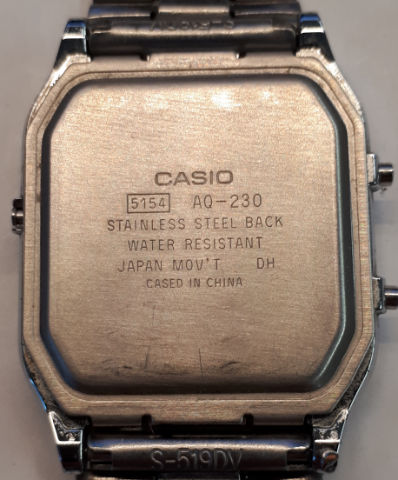 CASIO
5154 AQ-230
STAINLESS STEEL BACK
WATER RESISTANT
JAPAN MOV'T DH
CASED IN CHINA
S-519DV